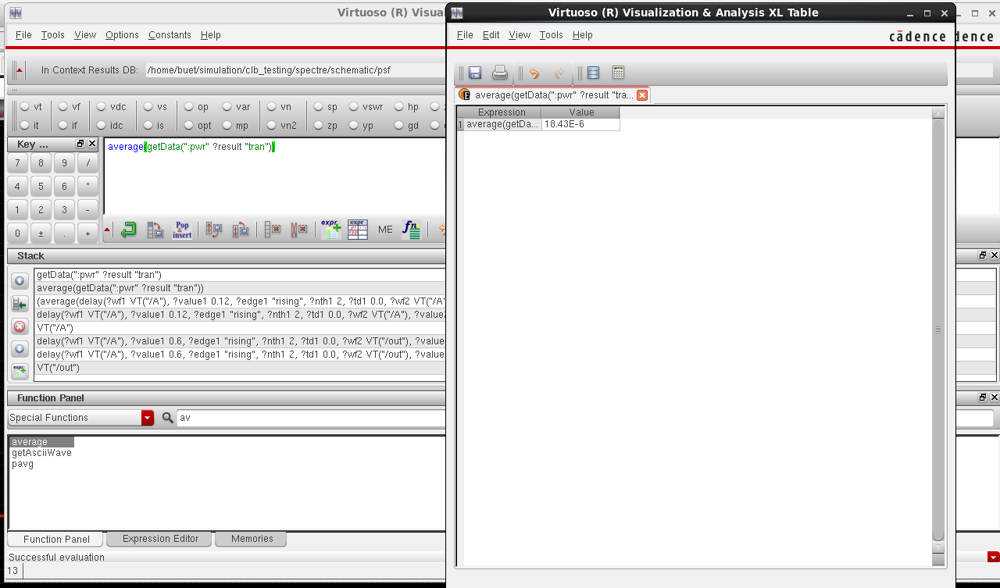 Virtuoso (R) Visua
File Tools View Options Constants Help
In Context Results DB: /home/buet/simulation/clb_testing/spectre/schematic/psf
vt vf vdc vs op var vn sp vswr hp
it if idc is opt mp vn2 zp yp gd
Key ...
7 8 9 /
4 5 6 *
1 2 3 -
0 ± . +
average(getData(":pwr" ?result "tran"))
Pop & insert
expr
expr
ME
fn
Stack
getData(":pwr" ?result "tran")
average(getData(":pwr" ?result "tran"))
(average(delay(?wf1 VT("/A"), ?value1 0.12, ?edge1 "rising", ?nth1 2, ?td1 0.0, ?wf2 VT("/A"
delay(?wf1 VT("/A"), ?value1 0.12, ?edge1 "rising", ?nth1 2, ?td1 0.0, ?wf2 VT("/A"), ?value2
VT("/A")
delay(?wf1 VT("/A"), ?value1 0.6, ?edge1 "rising", ?nth1 2, ?td1 0.0, ?wf2 VT("/out"), ?value
delay(?wf1 VT("/A"), ?value1 0.6, ?edge1 "rising", ?nth1 2, ?td1 0.0, ?wf2 VT("/out"), ?value
VT("/out")
expr
Function Panel
Special Functions av
average
getAsciiWave
pavg
Function Panel Expression Editor Memories
Successful evaluation
13
Virtuoso (R) Visualization & Analysis XL Table
File Edit View Tools Help
cādence dence
average(getData(":pwr" ?result "tra...
Expression Value
1 average(getDa... 18.43E-6